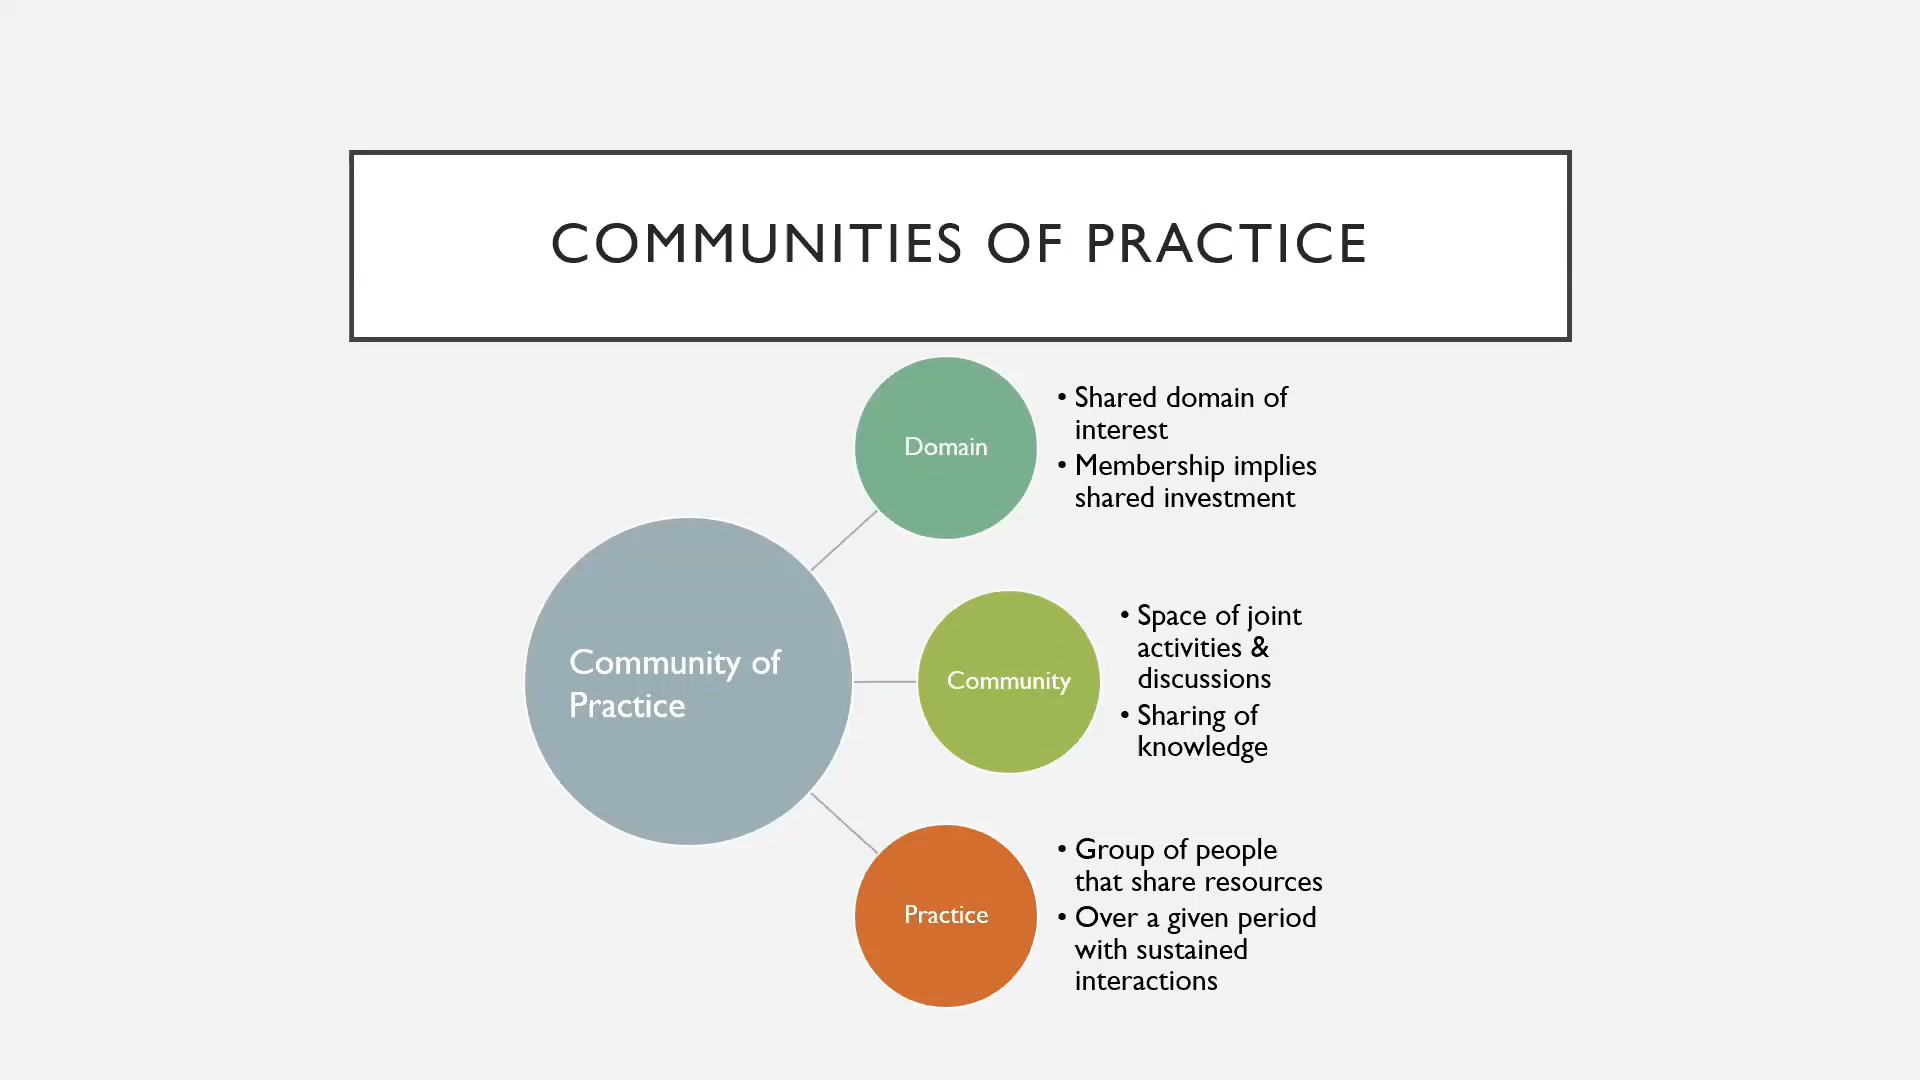 COMMUNITIES OF PRACTICE
Domain
• Shared domain of
interest
• Membership implies
shared investment
Community of
Practice
Community
• Space of joint
activities &
discussions
• Sharing of
knowledge
Practice
• Group of people
that share resources
• Over a given period
with sustained
interactions